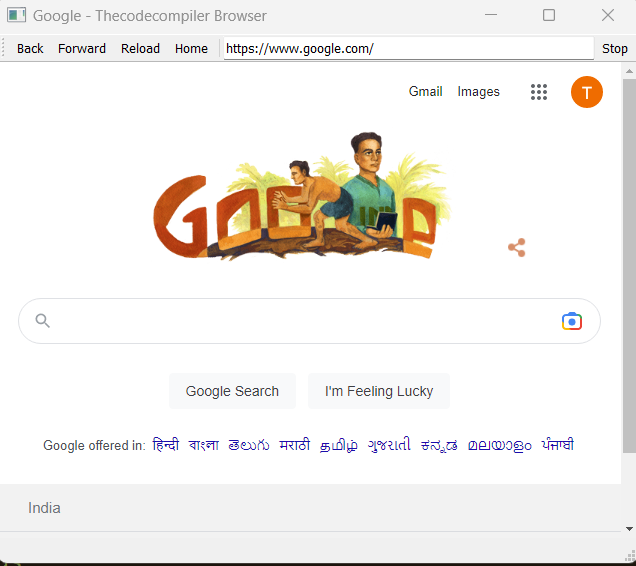 Google - Thecodecompiler Browser
Back Forward Reload Home https://www.google.com/ Stop
Gmail Images T
Google
Google Search I'm Feeling Lucky
Google offered in: हिन्दी বাংলা తెలుగు मराठी தமிழ் ગુજરાતી ಕನ್ನಡ മലയാളം ਪੰਜਾਬੀ
India